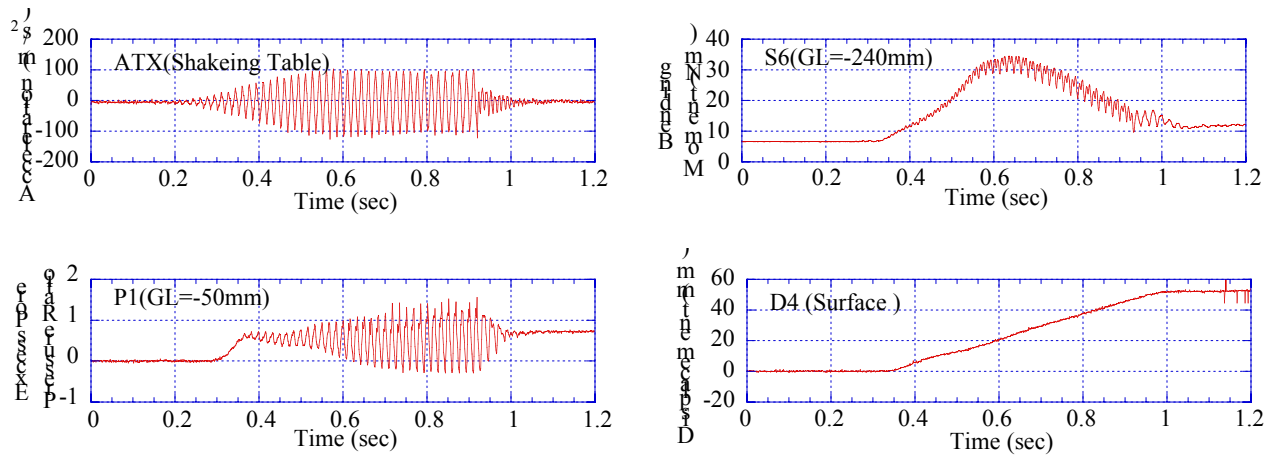 Acceleration (m/s²)
200
100
0
-100
-200
ATX(Shakeing Table)
0 0.2 0.4 0.6 0.8 1 1.2
Time (sec)
Bending
Moment (Nm)
40
30
20
10
0
S6(GL=-240mm)
0 0.2 0.4 0.6 0.8 1 1.2
Time (sec)
Excess Pore
Pressure Ratio
2
1
0
-1
P1(GL=-50mm)
0 0.2 0.4 0.6 0.8 1 1.2
Time (sec)
Displacement (mm)
60
40
20
0
-20
D4 (Surface )
0 0.2 0.4 0.6 0.8 1 1.2
Time (sec)